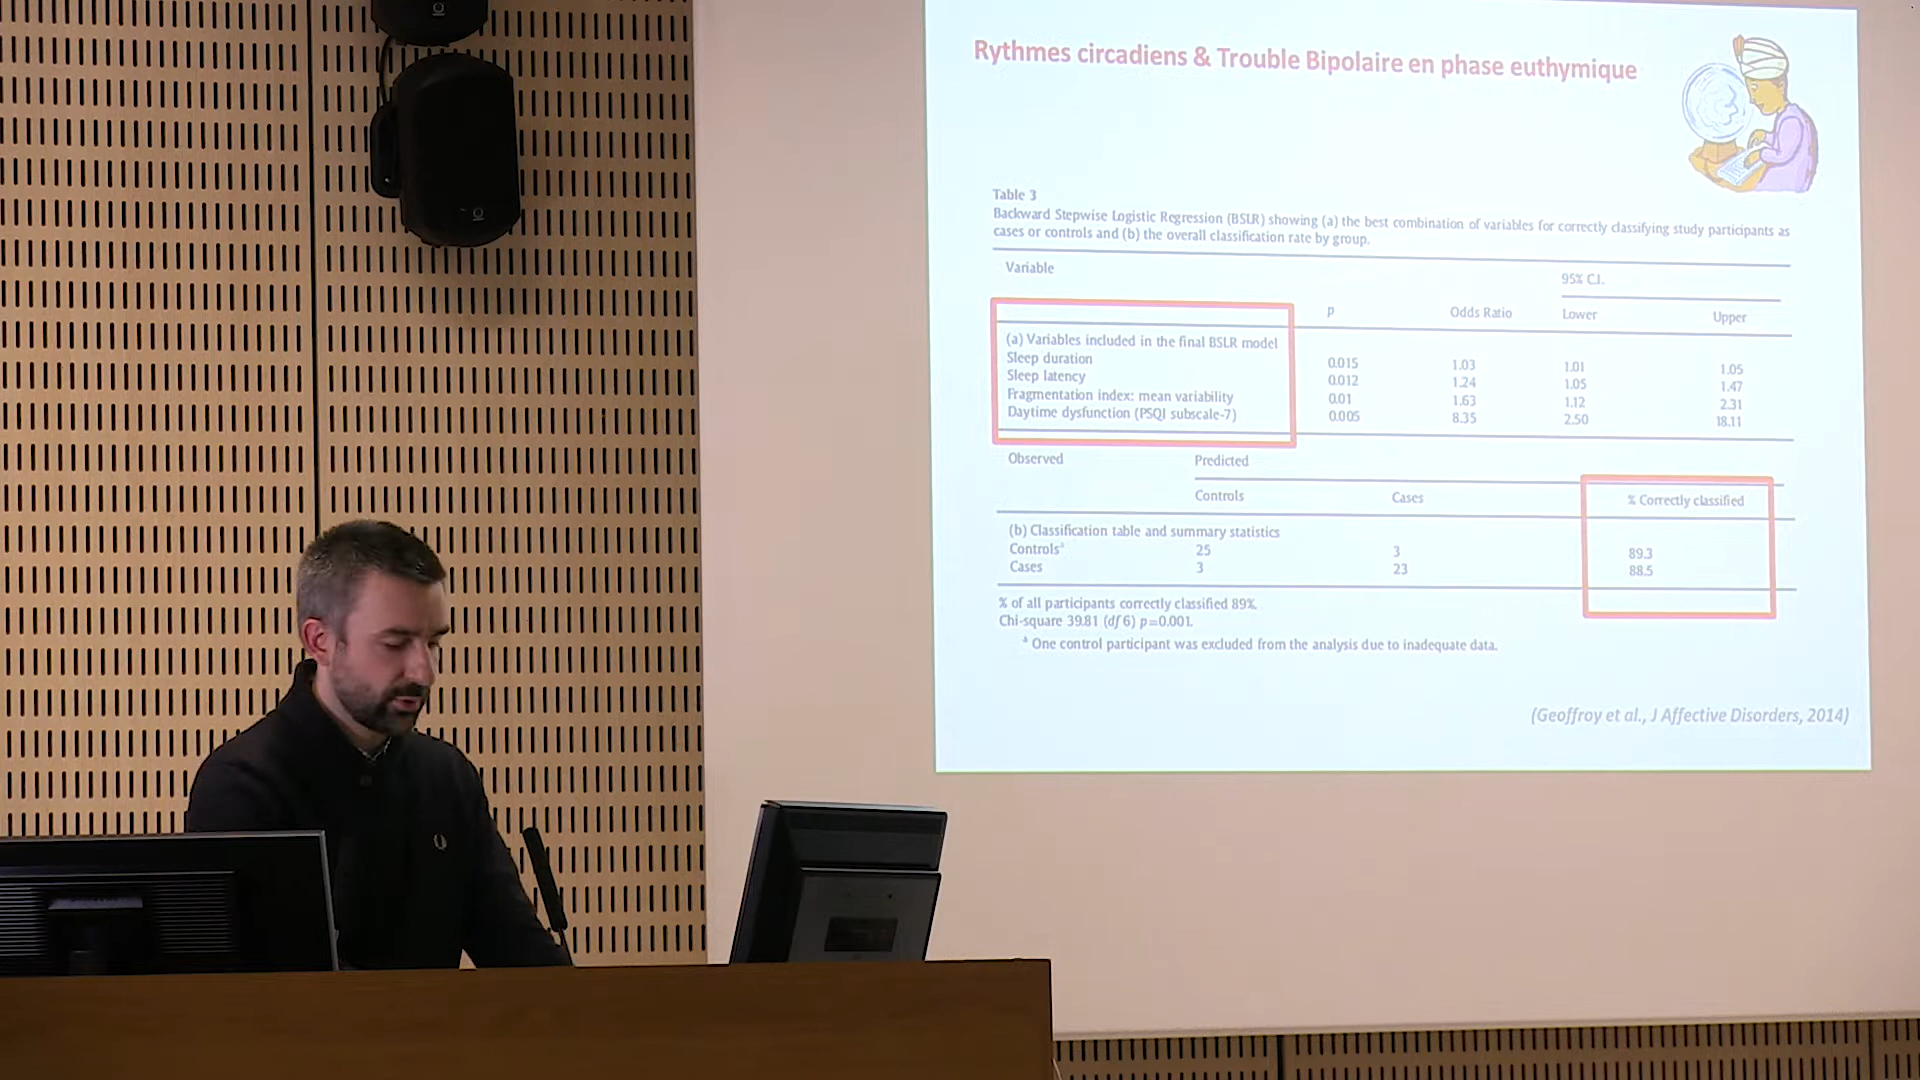 Rythmes circadiens & Trouble Bipolaire en phase euthymique
Table 3
Backward Stepwise Logistic Regression (BSLR) showing (a) the best combination of variables for correctly classifying study participants as
cases or controls and (b) the overall classification rate by group.
Variable
95% C.I.
P Odds Ratio Lower Upper
(a) Variables included in the final BSLR model
Sleep duration 0.015 1.03 1.01 1.05
Sleep latency 0.012 1.24 1.05 1.47
Fragmentation index: mean variability 0.01 1.63 1.12 2.31
Daytime dysfunction (PSQI subscale-7) 0.005 8.35 2.50 18.11
Observed Predicted
Controls Cases % Correctly classified
(b) Classification table and summary statistics
Controlsᵃ 25 3 89.3
Cases 3 23 88.5
% of all participants correctly classified 89%.
Chi-square 39.81 (df 6) p=0.001.
ᵃ One control participant was excluded from the analysis due to inadequate data.
(Geoffroy et al., J Affective Disorders, 2014)